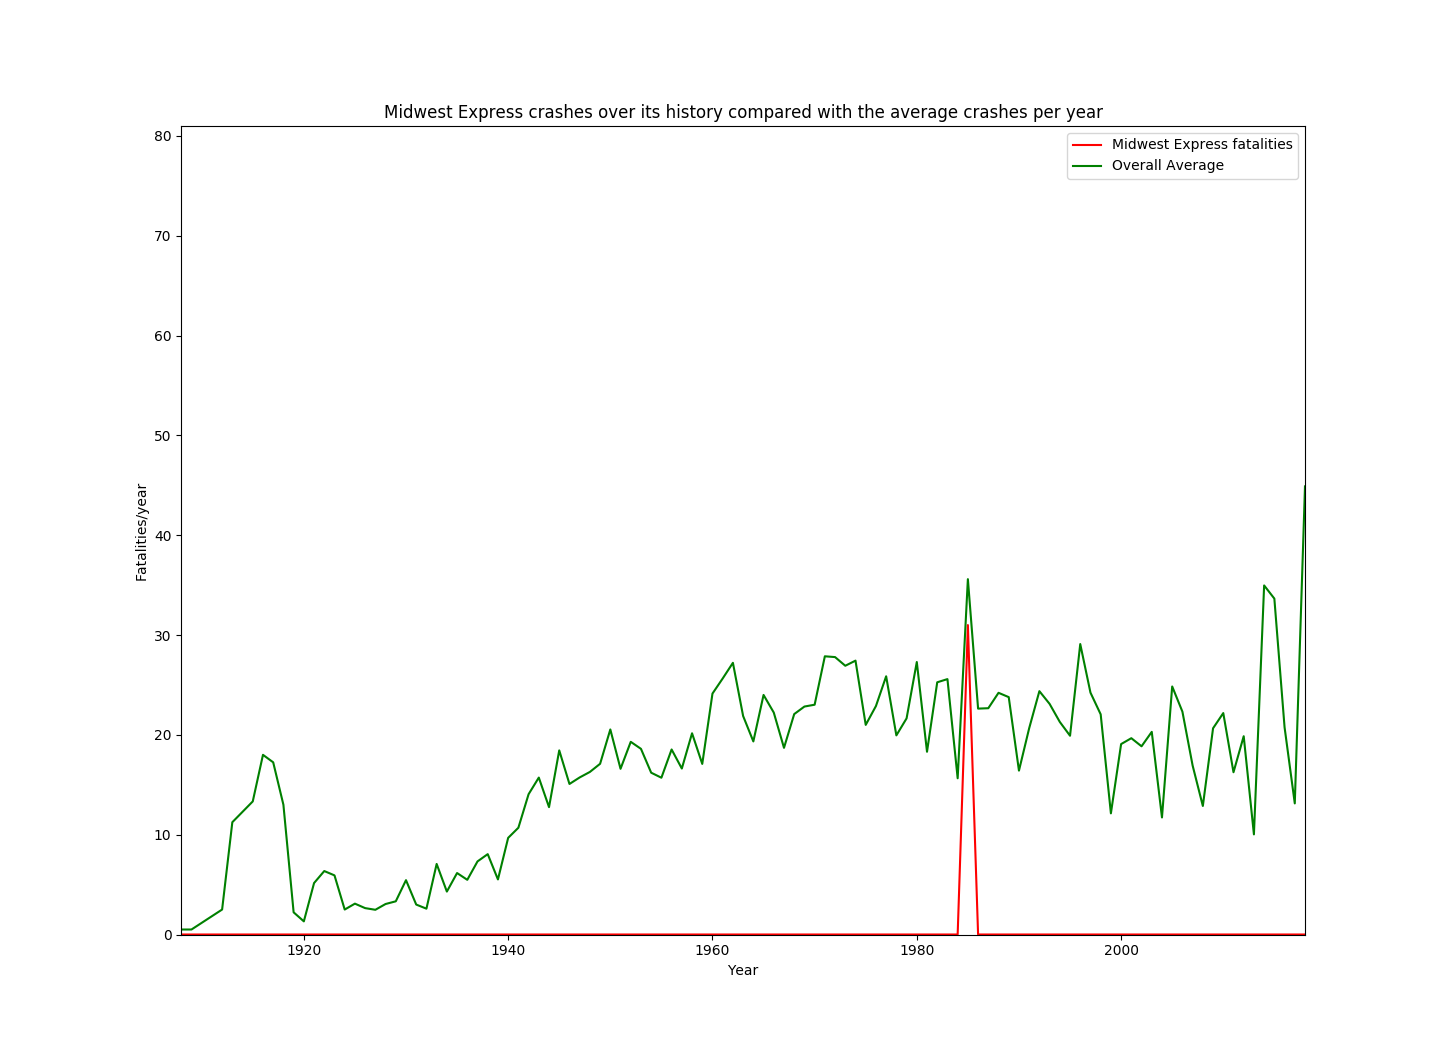 Midwest Express crashes over its history compared with the average crashes per year
Midwest Express fatalities
Overall Average
80
70
60
50
40
30
20
10
0
Fatalities/year
1920 1940 1960 1980 2000
Year